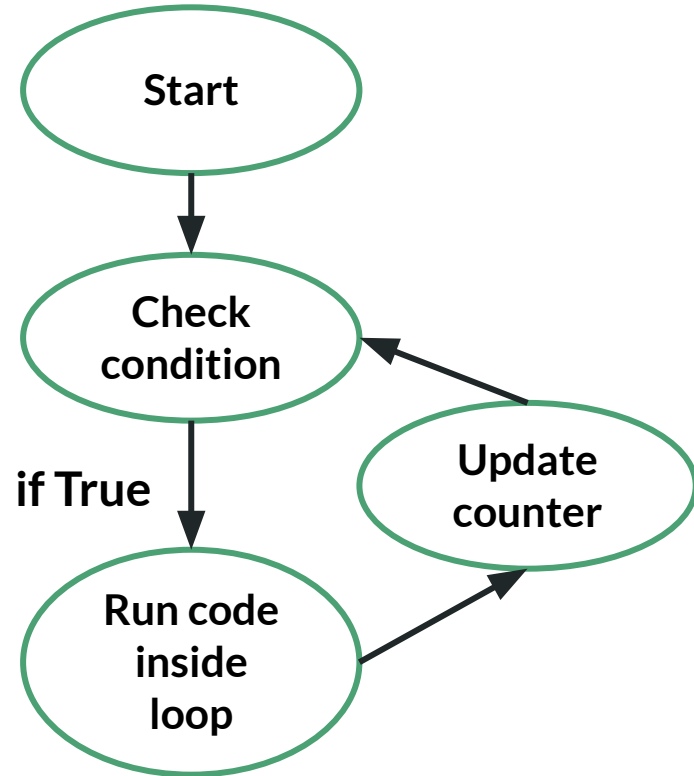 Start
Check
condition
if True
Update
counter
Run code
inside
loop